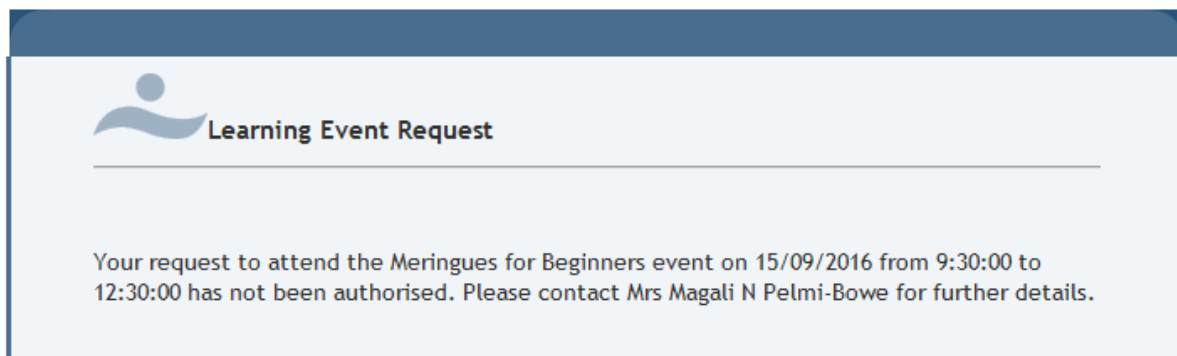 Learning Event Request
Your request to attend the Meringues for Beginners event on 15/09/2016 from 9:30:00 to
12:30:00 has not been authorised. Please contact Mrs Magali N Pelmi-Bowe for further details.